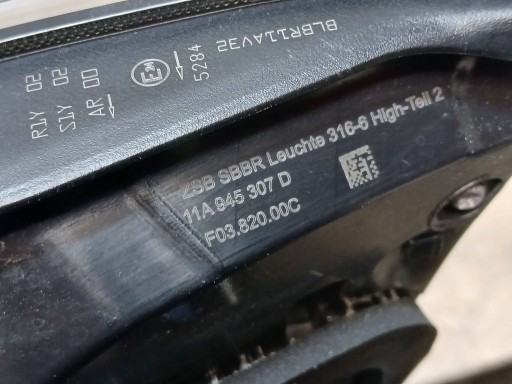 R1Y 02
S1Y 02
AR 00
5284
BLBR11AV32
ZSB SBBR Leuchte 316-6 High-Teil 2
11A 945 307 D
F03.820.00C